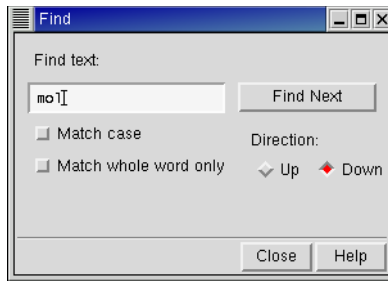 Find
Find text:
mol
Find Next
Match case
Direction:
Match whole word only
Up
Down
Close
Help